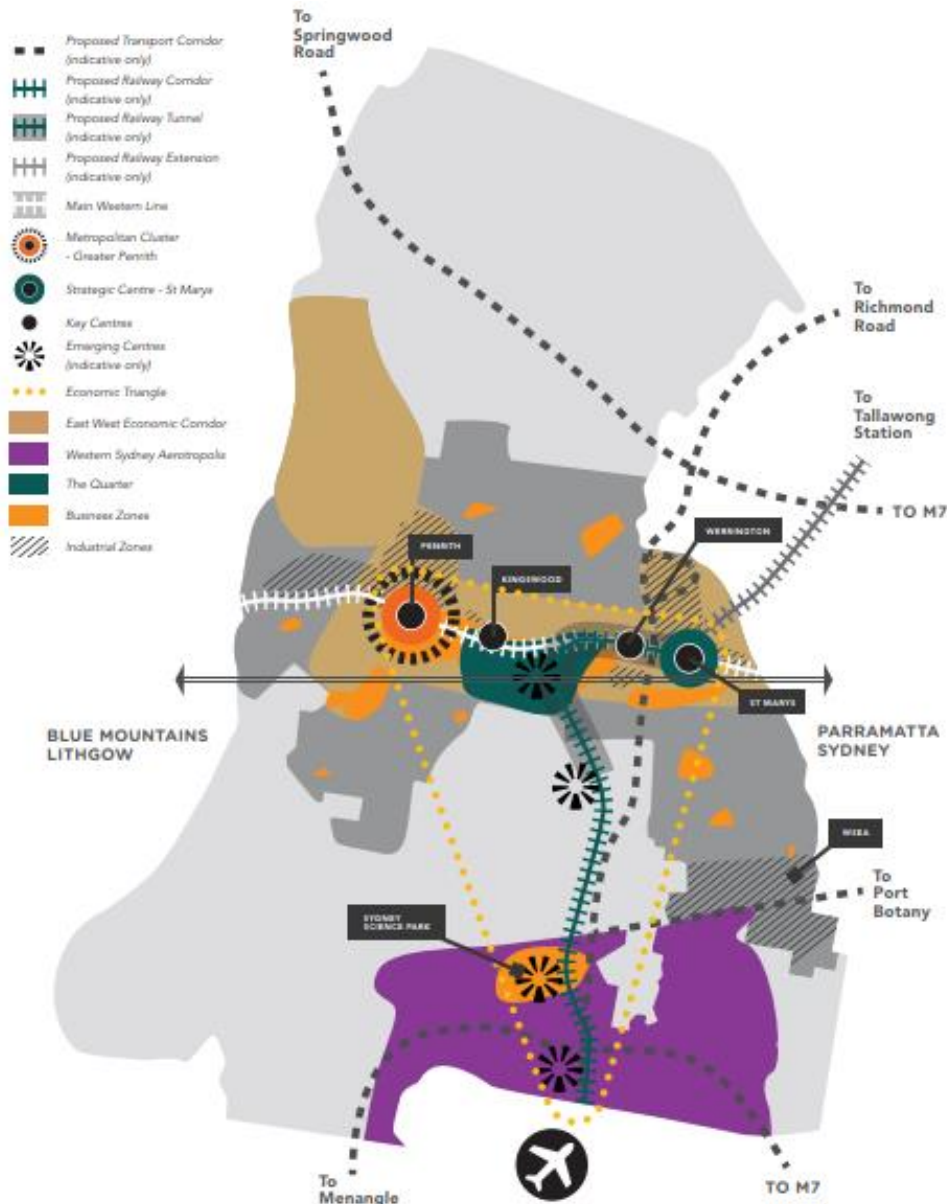 Proposed Transport Corridor
(indicative only)
Proposed Railway Corridor
(indicative only)
Proposed Railway Tunnel
(indicative only)
Proposed Railway Extension
(indicative only)
Main Western Line
Metropolitan Cluster
- Greater Penrith
Strategic Centre - St Marys
Key Centres
Emerging Centres
(indicative only)
Economic Triangle
East West Economic Corridor
Western Sydney Aerotropolis
The Quarter
Business Zones
Industrial Zones
To
Springwood
Road
To
Richmond
Road
To
Tallawong
Station
TO M7
WERRINGTON
PENRITH
KINGSWOOD
ST MARYS
BLUE MOUNTAINS
LITHGOW
PARRAMATTA
SYDNEY
To
Port
Botany
SYDNEY
SCIENCE PARK
To
Menangle
TO M7